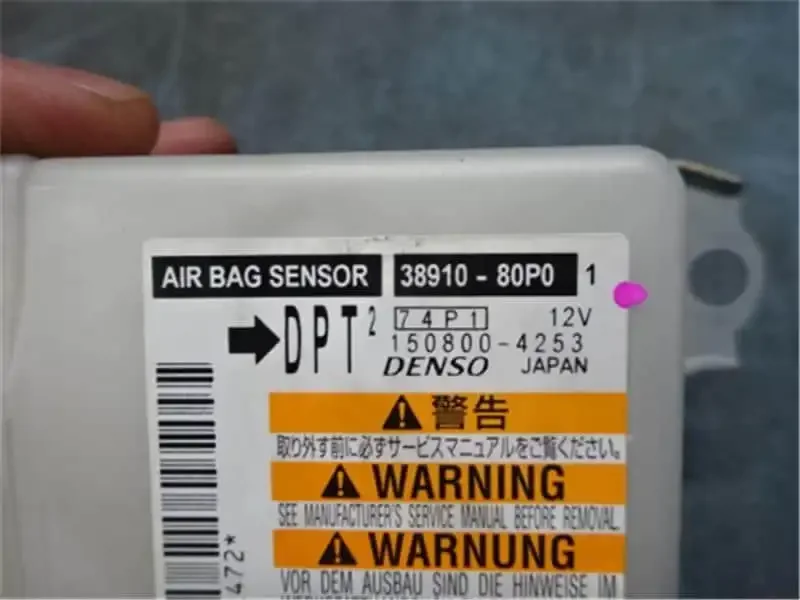 AIR BAG SENSOR 38910 - 80P0 1
DPT2 74P1 12V
150800-4253
DENSO JAPAN
警告
取り外す前に必ずサービスマニュアルをご覧ください。
WARNING
SEE MANUFACTURER'S SERVICE MANUAL BEFORE REMOVAL.
WARNUNG
VOR DEM AUSBAU SIND DIE HINWEISE IM
472*